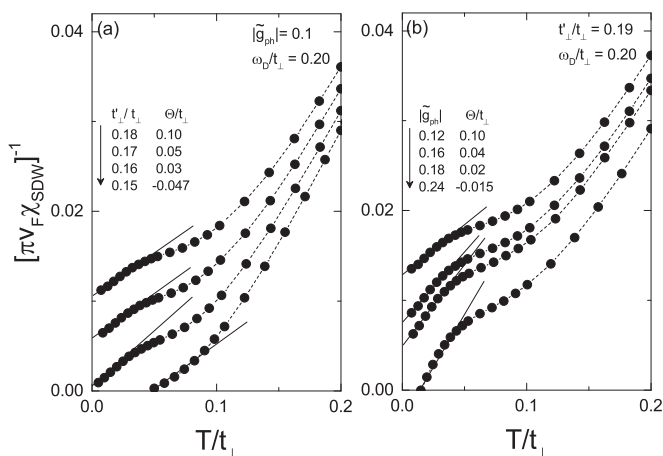 (a)
|g̃ph| = 0.1
ωD/t⊥ = 0.20
t'⊥/ t⊥ Θ/t⊥
0.18 0.10
0.17 0.05
0.16 0.03
0.15 -0.047
(b)
t'⊥/t⊥ = 0.19
ωD/t⊥ = 0.20
|g̃ph| Θ/t⊥
0.12 0.10
0.16 0.04
0.18 0.02
0.24 -0.015
[πvFχSDW]⁻¹
0.04
0.02
0.00
0.0 0.1 0.2
T/t⊥
0.04
0.02
0.00
0.0 0.1 0.2
T/t⊥